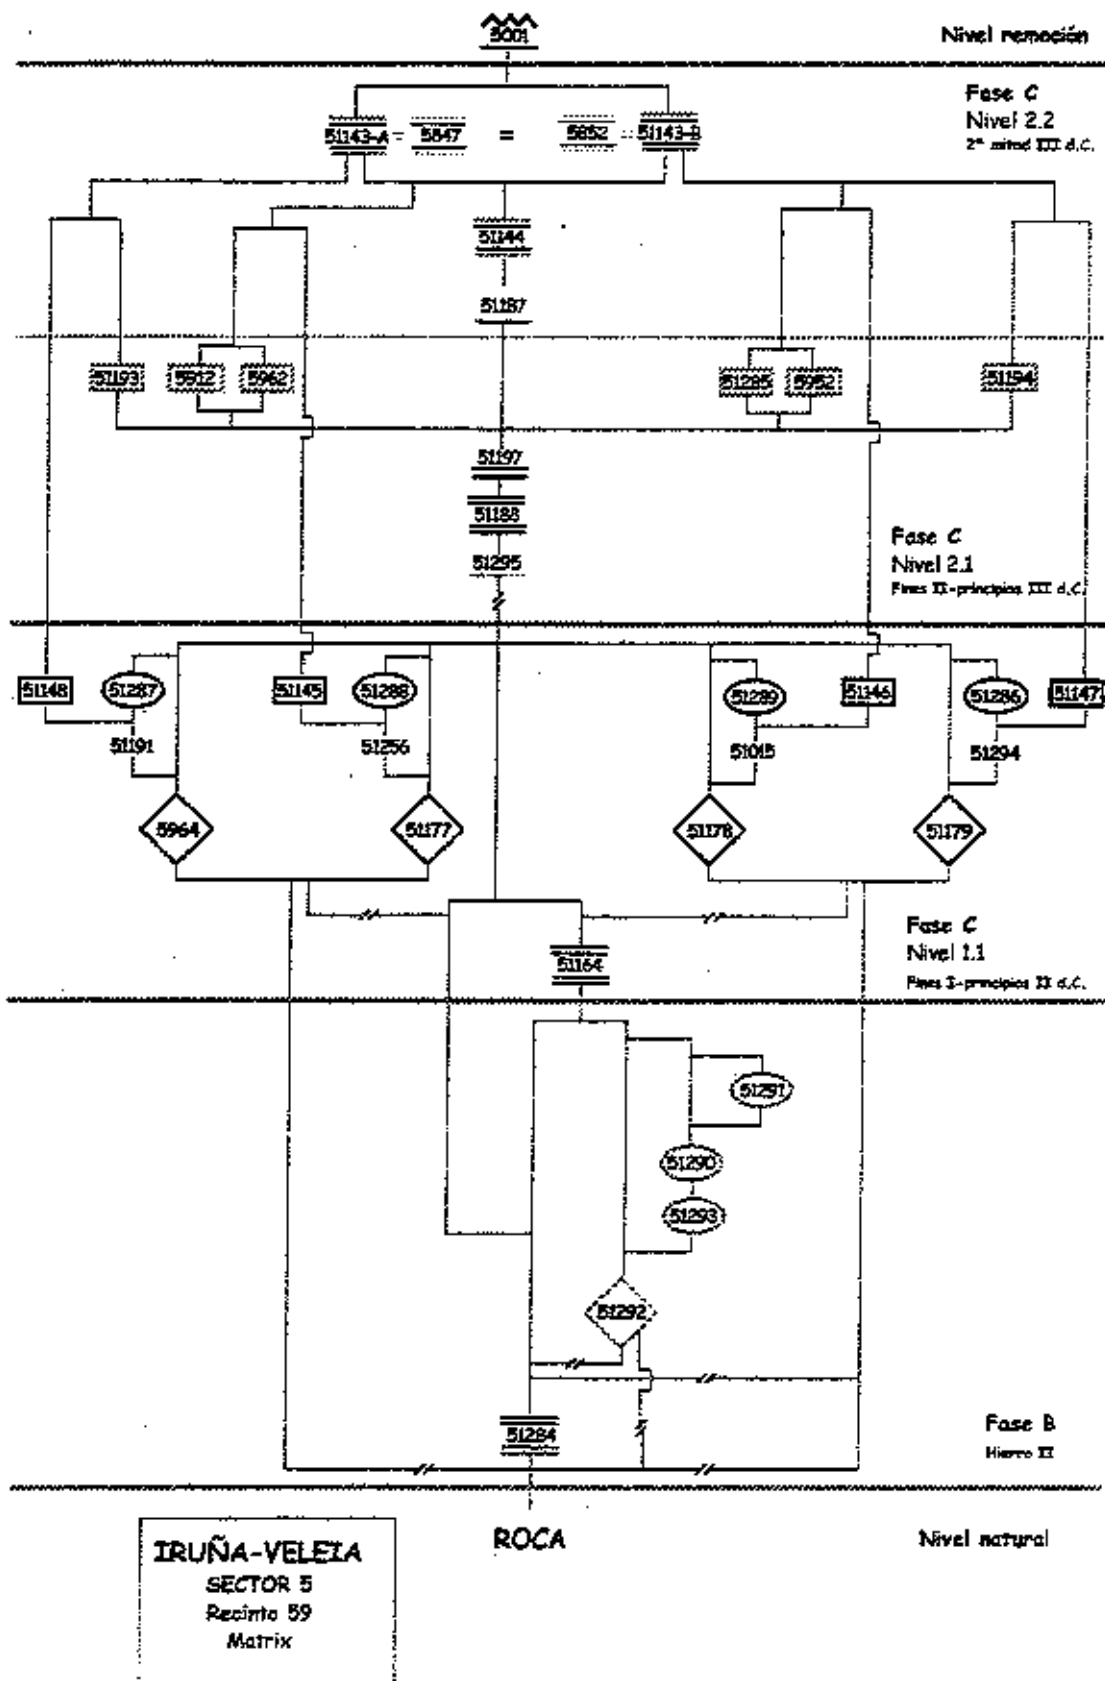 5001
Nivel remoción
Fase C
Nivel 2.2
2ª mitad III d.C.
51143-A = 5847 = 5852 = 51143-B
51144
51187
51193
5912
5962
51285
5952
51194
51197
51188
51295
Fase C
Nivel 2.1
Fines II-principios III d.C.
51148
51287
51145
51288
51289
51146
51286
51147
51191
51256
51015
51294
5964
51177
51178
51179
Fase C
Nivel 1.1
Fines I-principios II d.C.
51164
51291
51290
51293
51292
51284
Fase B
Hierro II
ROCA
Nivel natural
IRUÑA-VELEIA
SECTOR 5
Recinto 59
Matrix